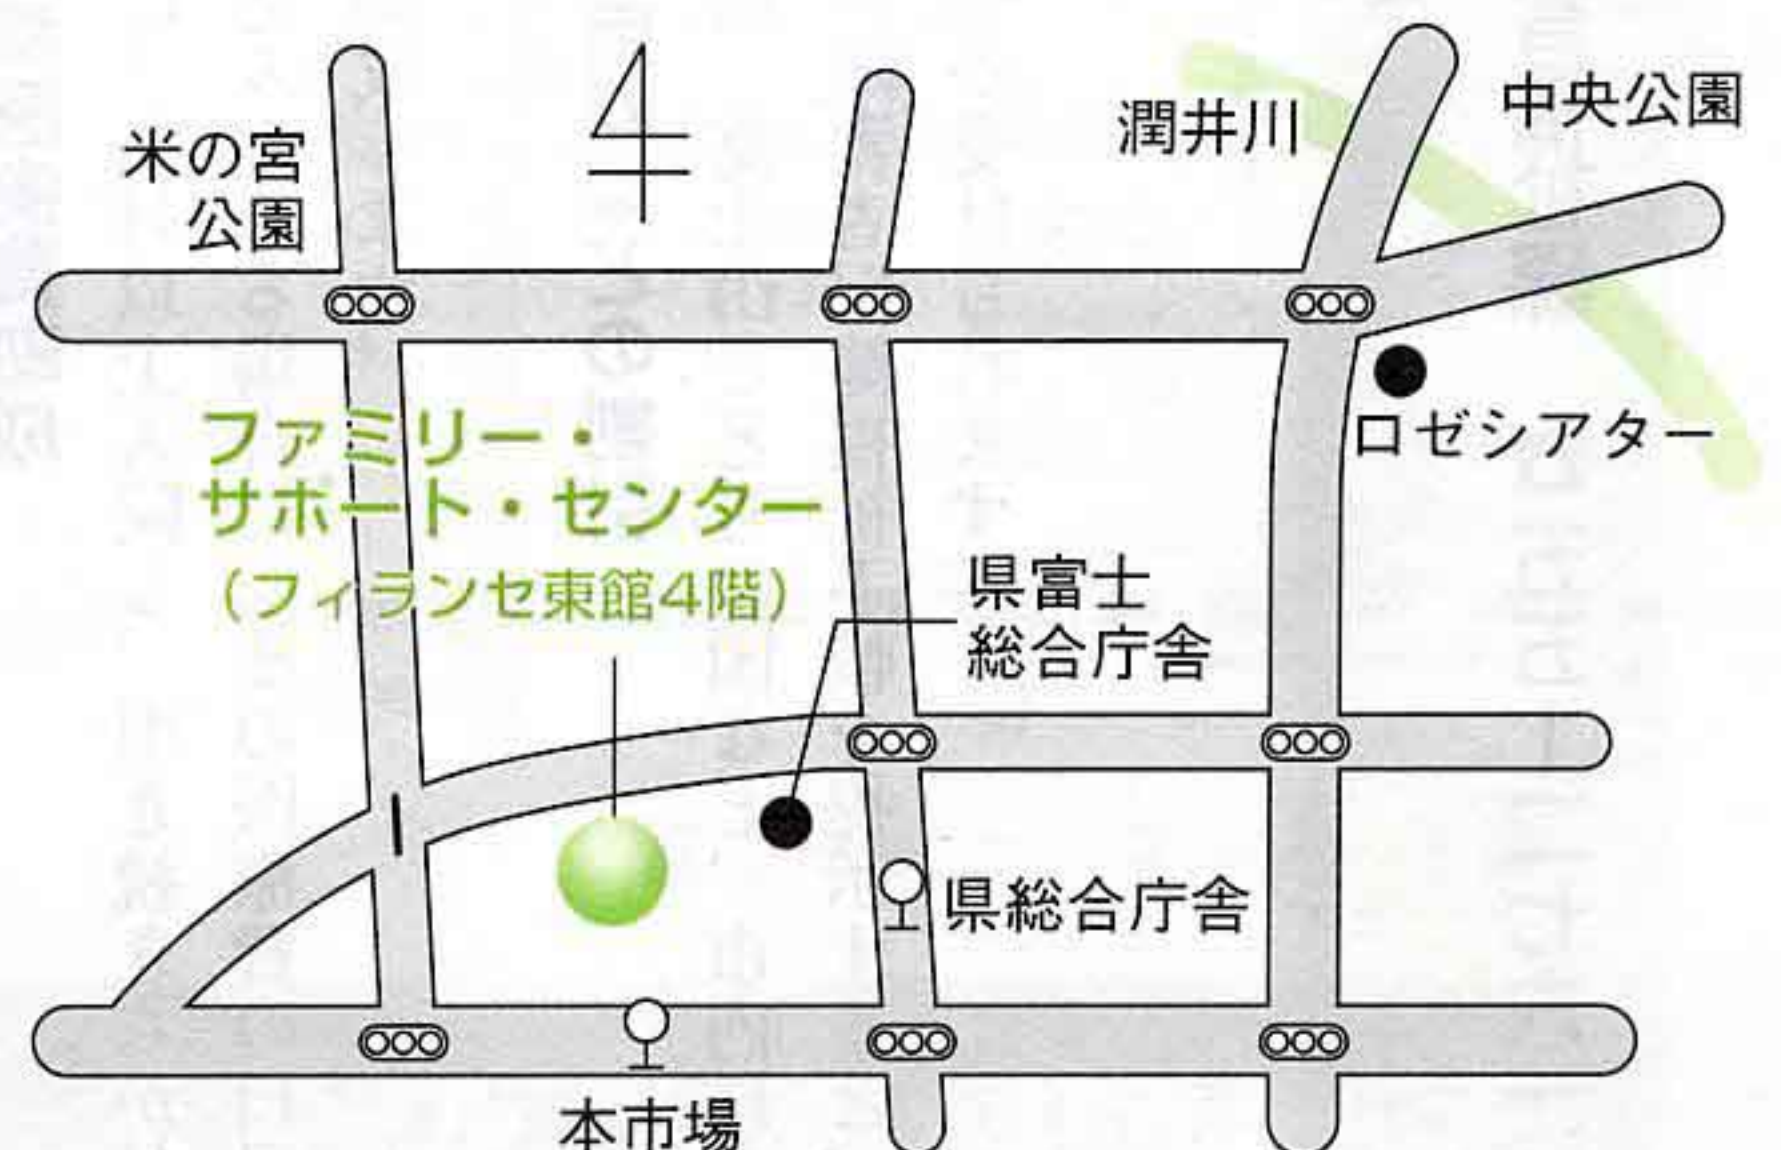 米の宮
公園
潤井川
中央公園
ロゼシアター
ファミリー・
サポート・センター
（フィランセ東館4階）
県富士
総合庁舎
県総合庁舎
本市場